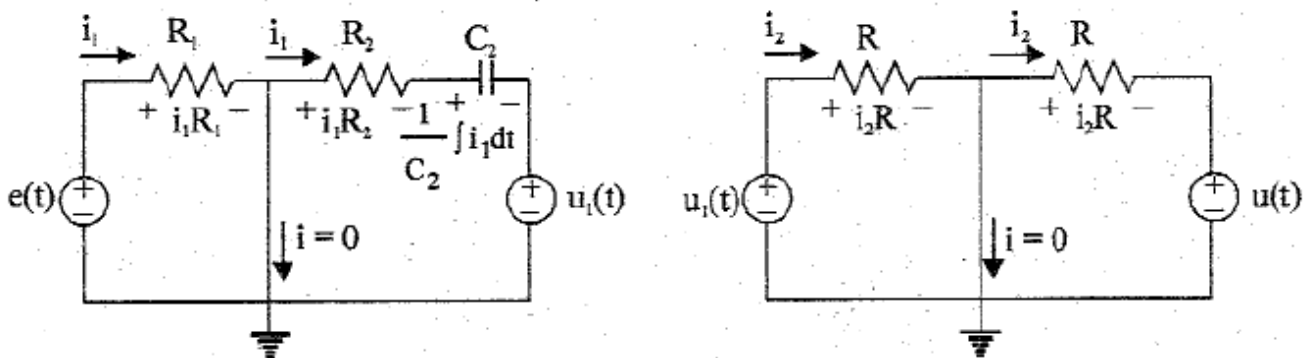 i₁ R₁ i₁ R₂ C₂
+ i₁R₁ − + i₁R₂ − + −
1/C₂ ∫ i₁dt
e(t) + − + − u₁(t)
i = 0
i₂ R i₂ R
+ i₂R − + i₂R −
u₁(t) + − + − u(t)
i = 0